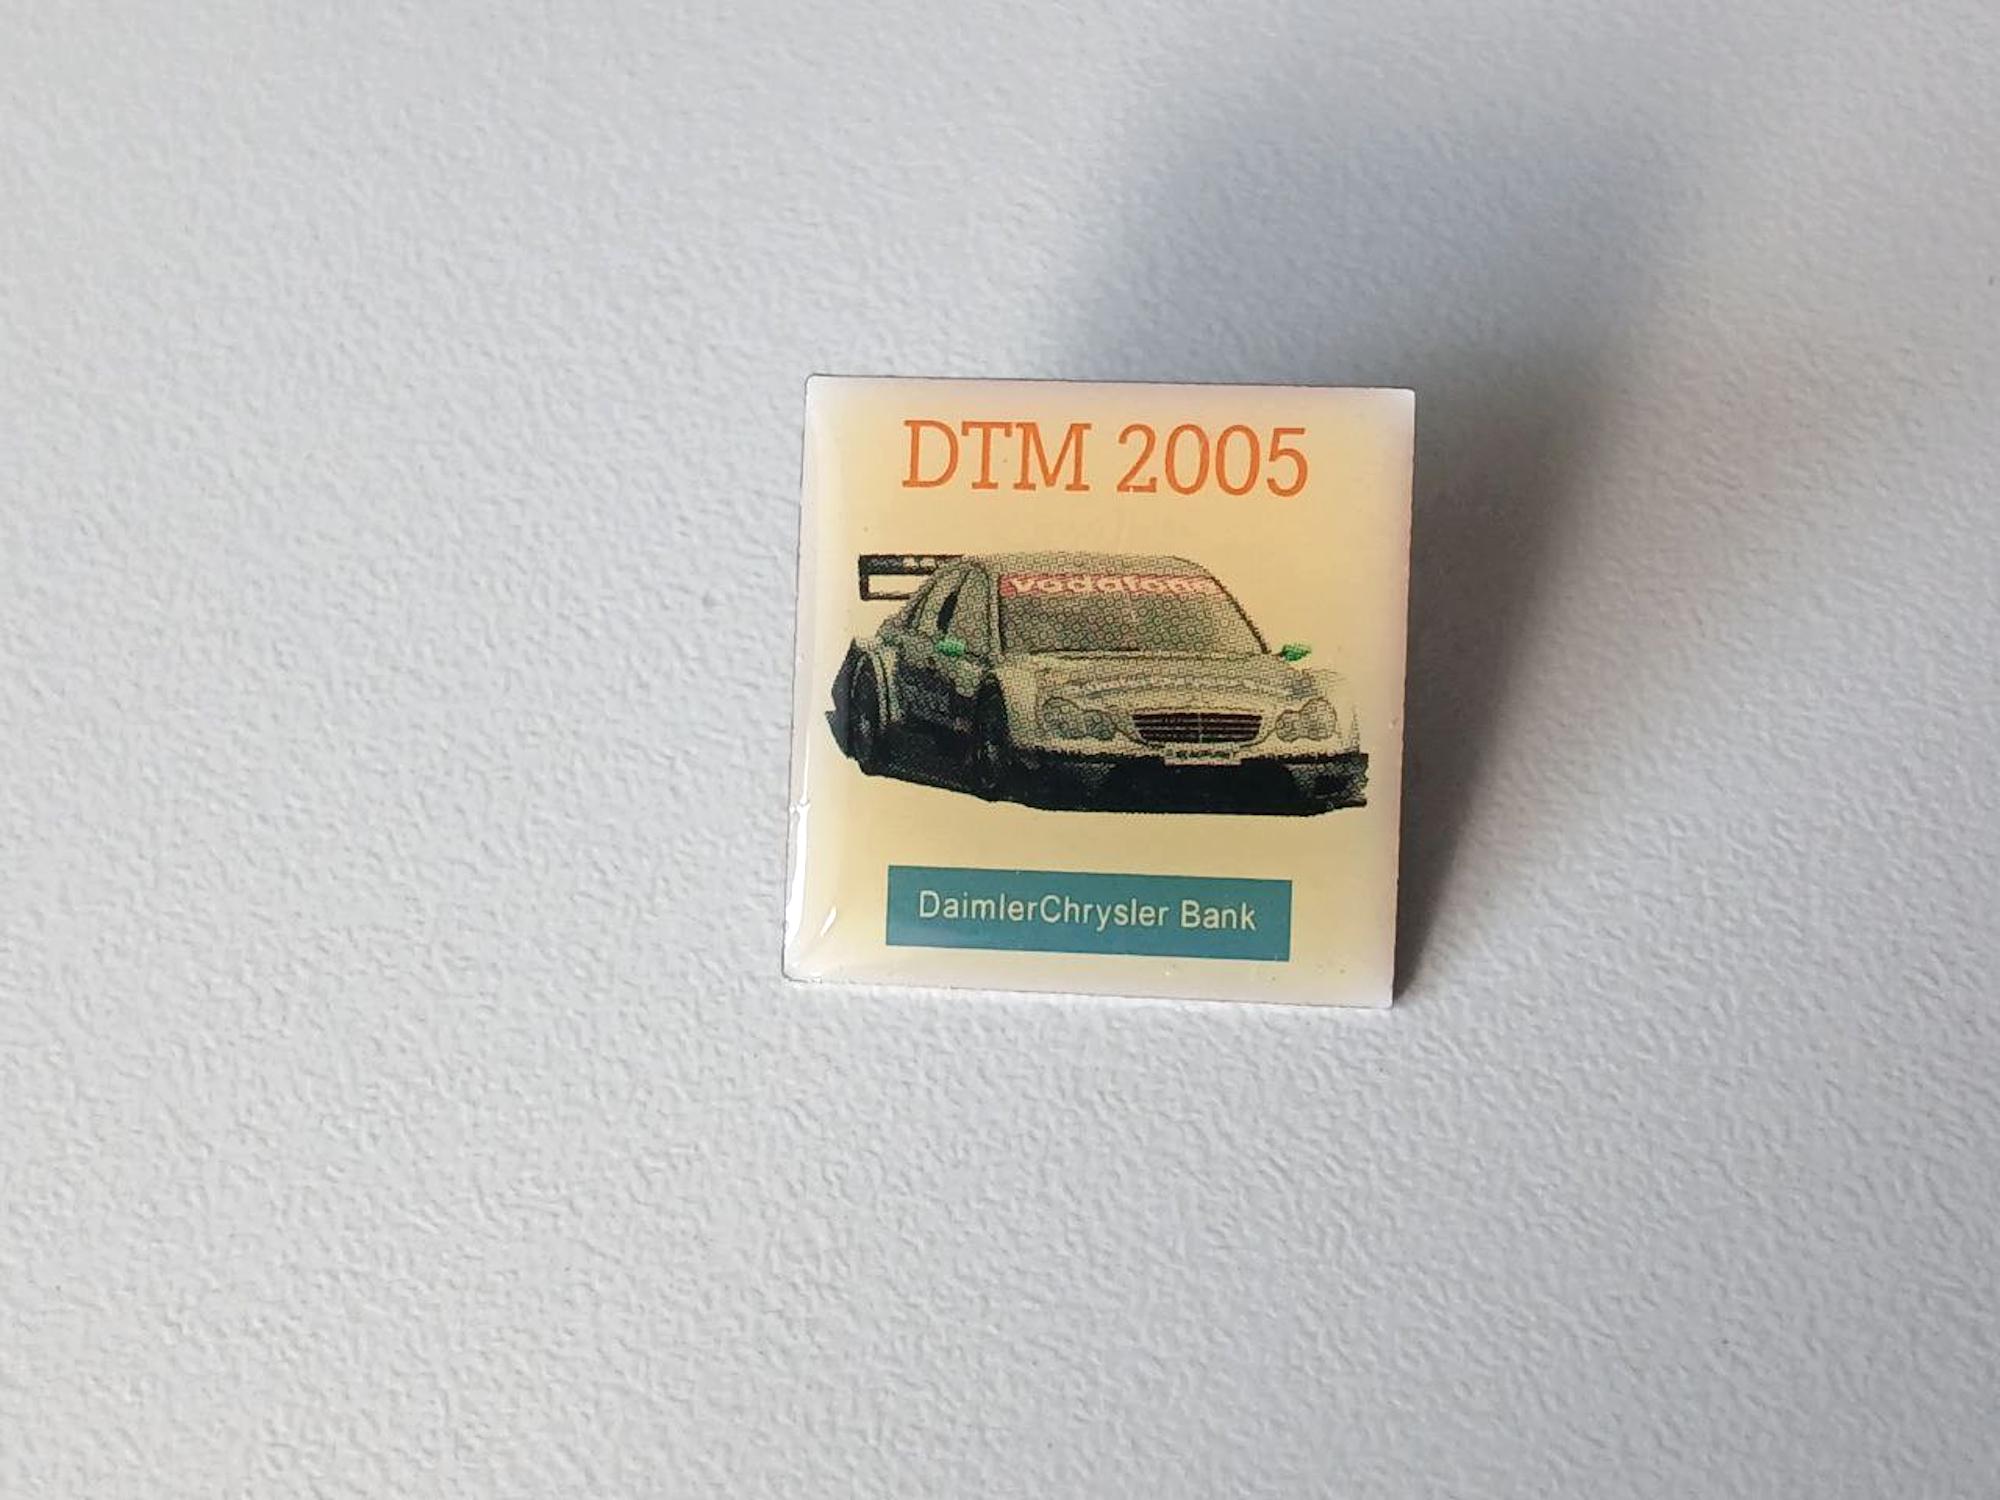 DTM 2005
vodafone
DaimlerChrysler Bank